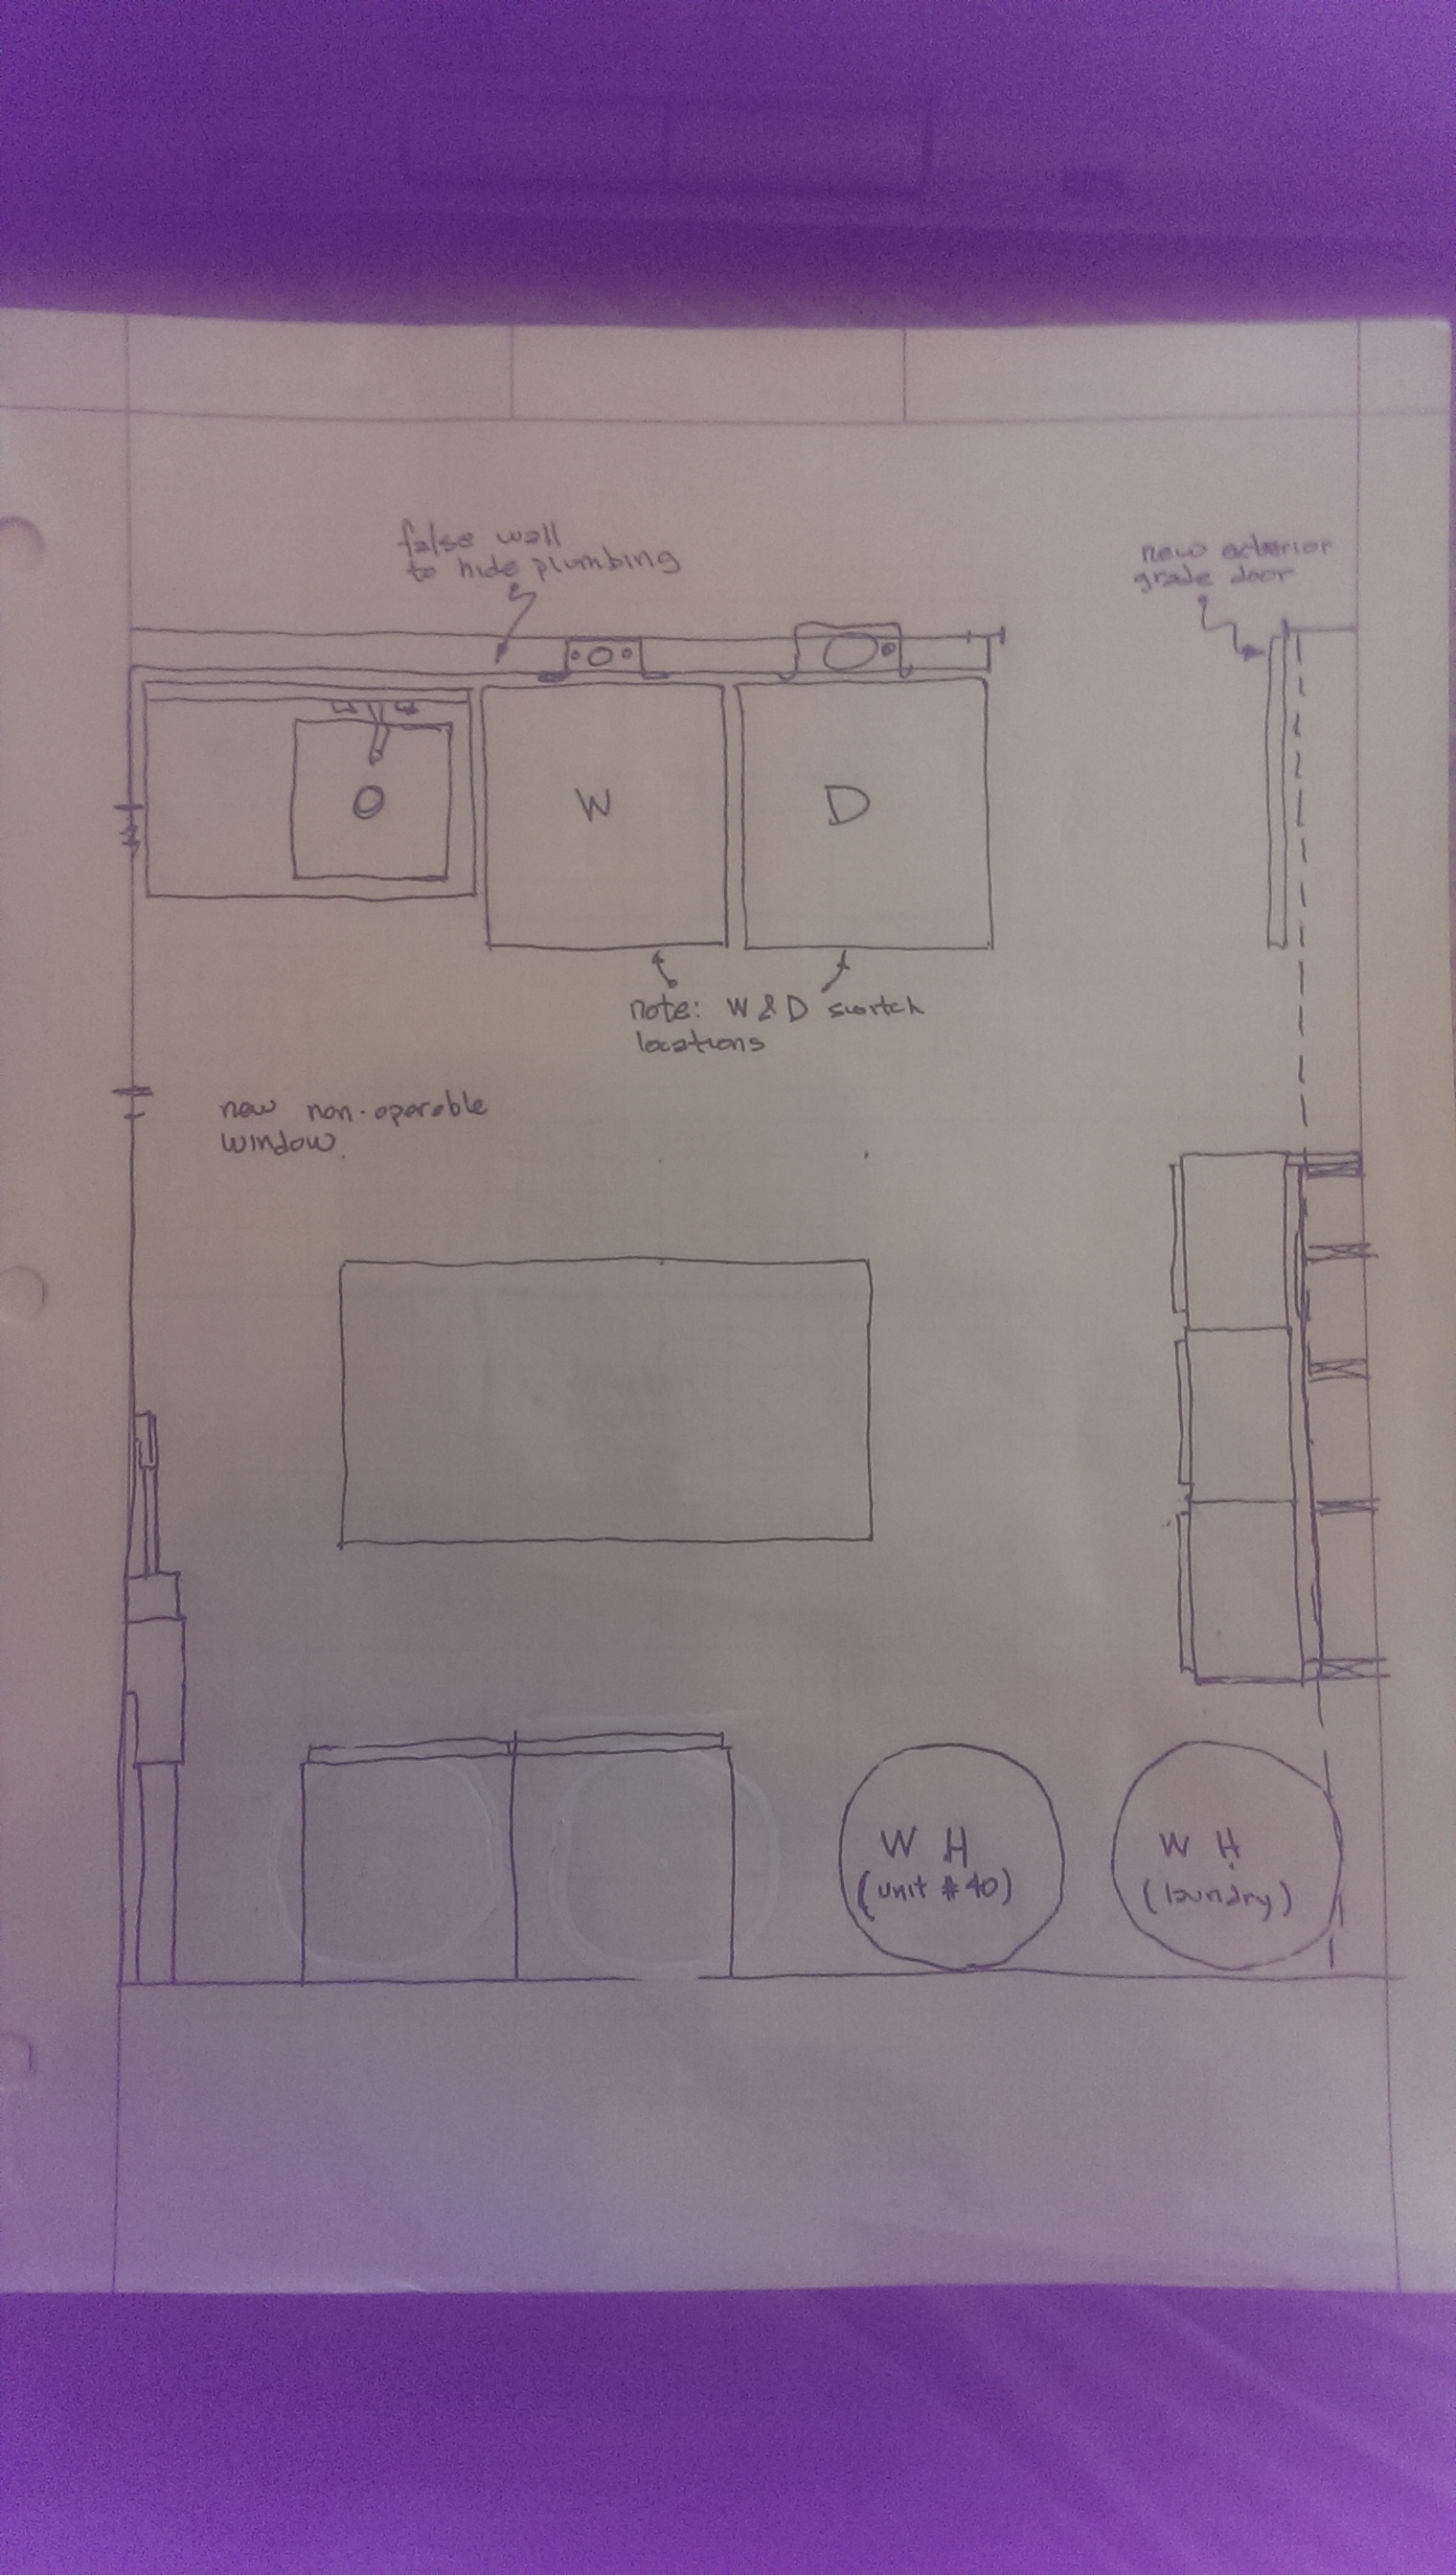 false wall
to hide plumbing
new exterior
grade door
W
D
note: W & D switch
locations
new non-operable
window.
W H
(unit #40)
W H
(laundry)